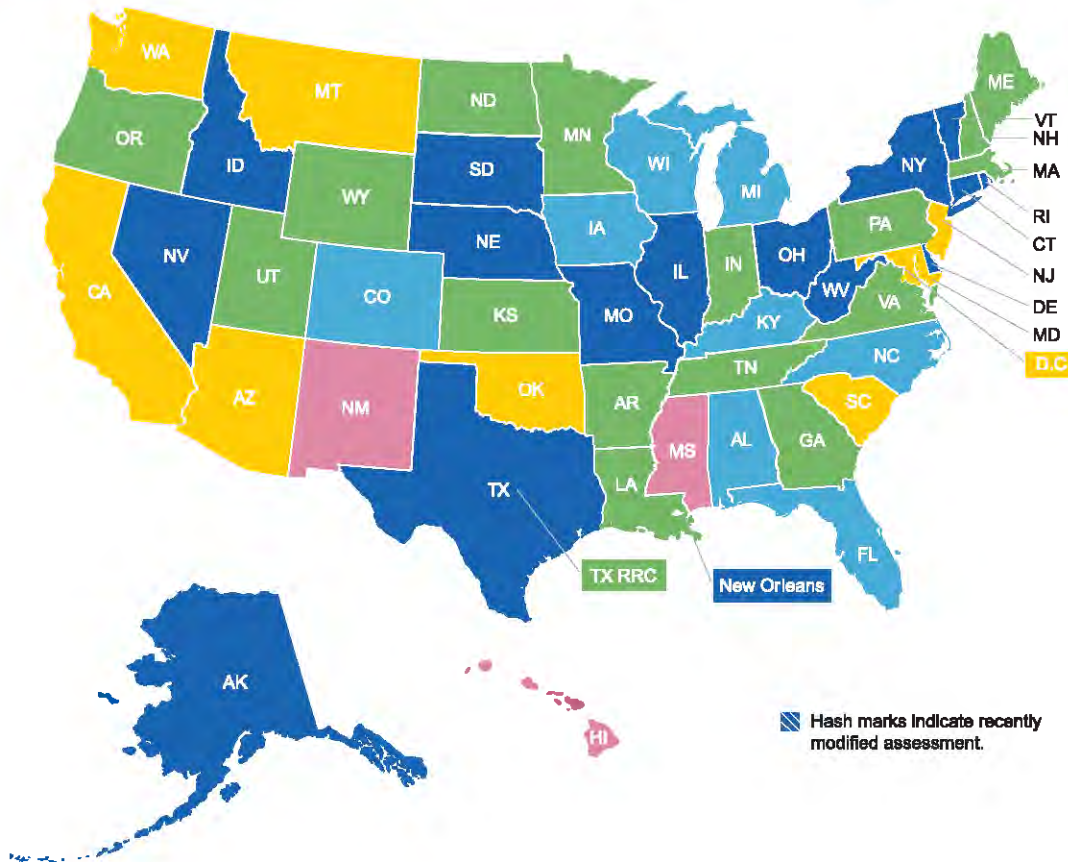 WA
MT
ND
MN
ME
VT
NH
MA
RI
CT
NJ
DE
MD
D.C
OR
ID
SD
WI
MI
NY
WY
IA
PA
NV
NE
IL
IN
OH
CA
UT
CO
KS
MO
WV
VA
KY
NC
TN
AZ
NM
OK
AR
SC
MS
AL
GA
TX
LA
FL
TX RRC
New Orleans
AK
HI
Hash marks indicate recently
modified assessment.